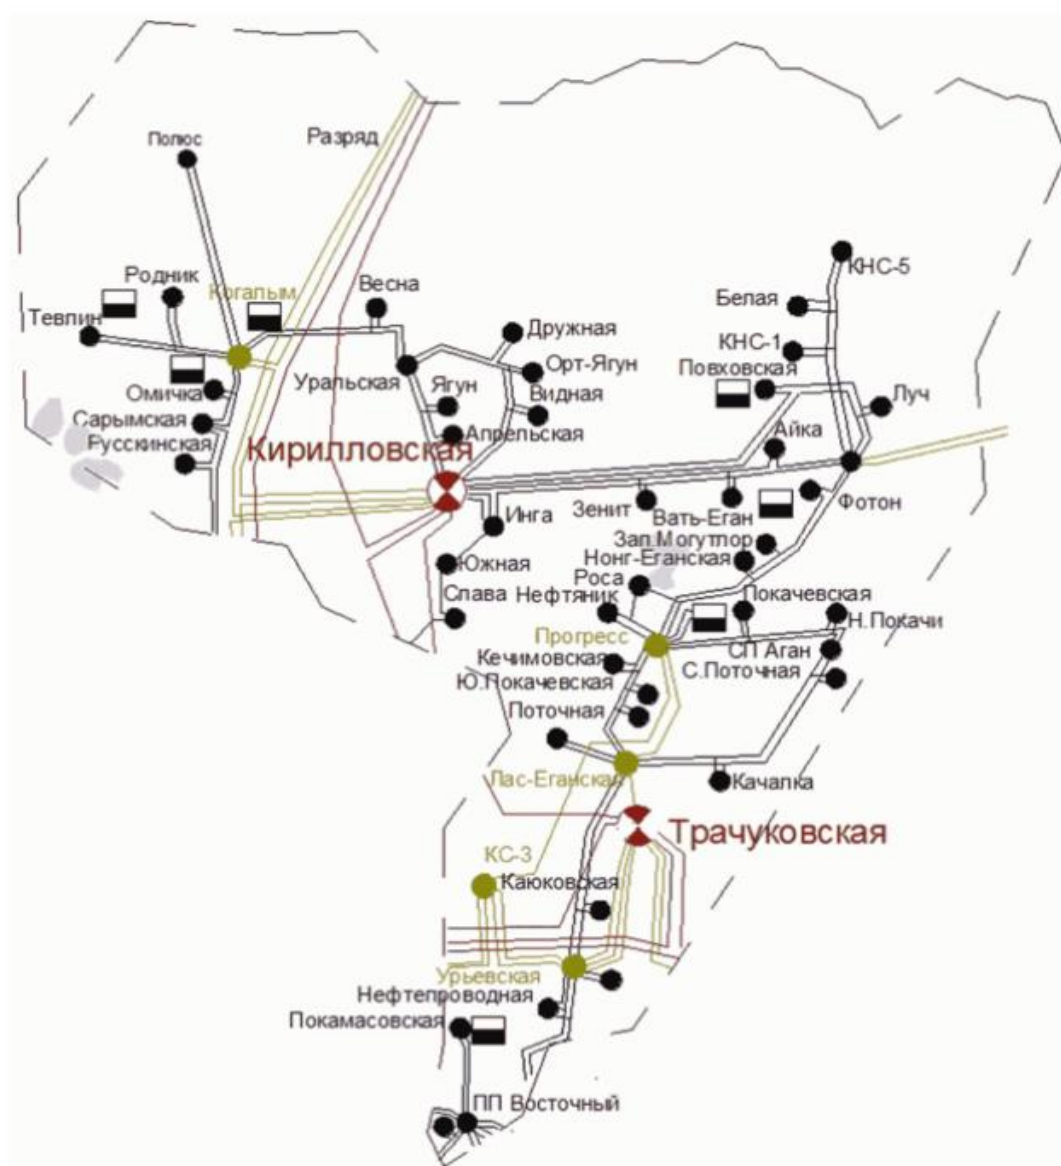 Полюс
Разряд
Родник
Когалым
Весна
КНС-5
Тевлин
Белая
Дружная
Уральская
Орт-Ягун
КНС-1
Повховская
Омичка
Ягун
Видная
Луч
Сарымская
Апрельская
Айка
Русскинская
Кирилловская
Инга
Зенит
Вать-Еган
Фотон
Зап.Могутлор
Нонг-Еганская
Южная
Роса
Слава
Нефтяник
Покачевская
Н.Покачи
Прогресс
Кечимовская
СП Аган
С.Поточная
Ю.Покачевская
Поточная
Лас-Еганская
Качалка
Трачуковская
КС-3
Каюковская
Урьевская
Нефтепроводная
Покамасовская
ПП Восточный